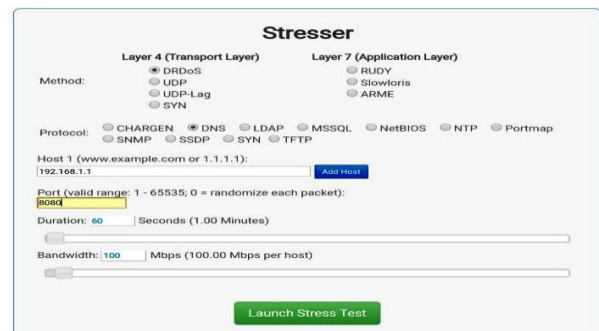 Stresser
Layer 4 (Transport Layer) Layer 7 (Application Layer)
Method:
DRDoS RUDY
UDP Slowloris
UDP-Lag ARME
SYN
Protocol: CHARGEN DNS LDAP MSSQL NetBIOS NTP Portmap
SNMP SSDP SYN TFTP
Host 1 (www.example.com or 1.1.1.1):
192.168.1.1 Add Host
Port (valid range: 1 - 65535; 0 = randomize each packet):
8080
Duration: 60 Seconds (1.00 Minutes)
Bandwidth: 100 Mbps (100.00 Mbps per host)
Launch Stress Test